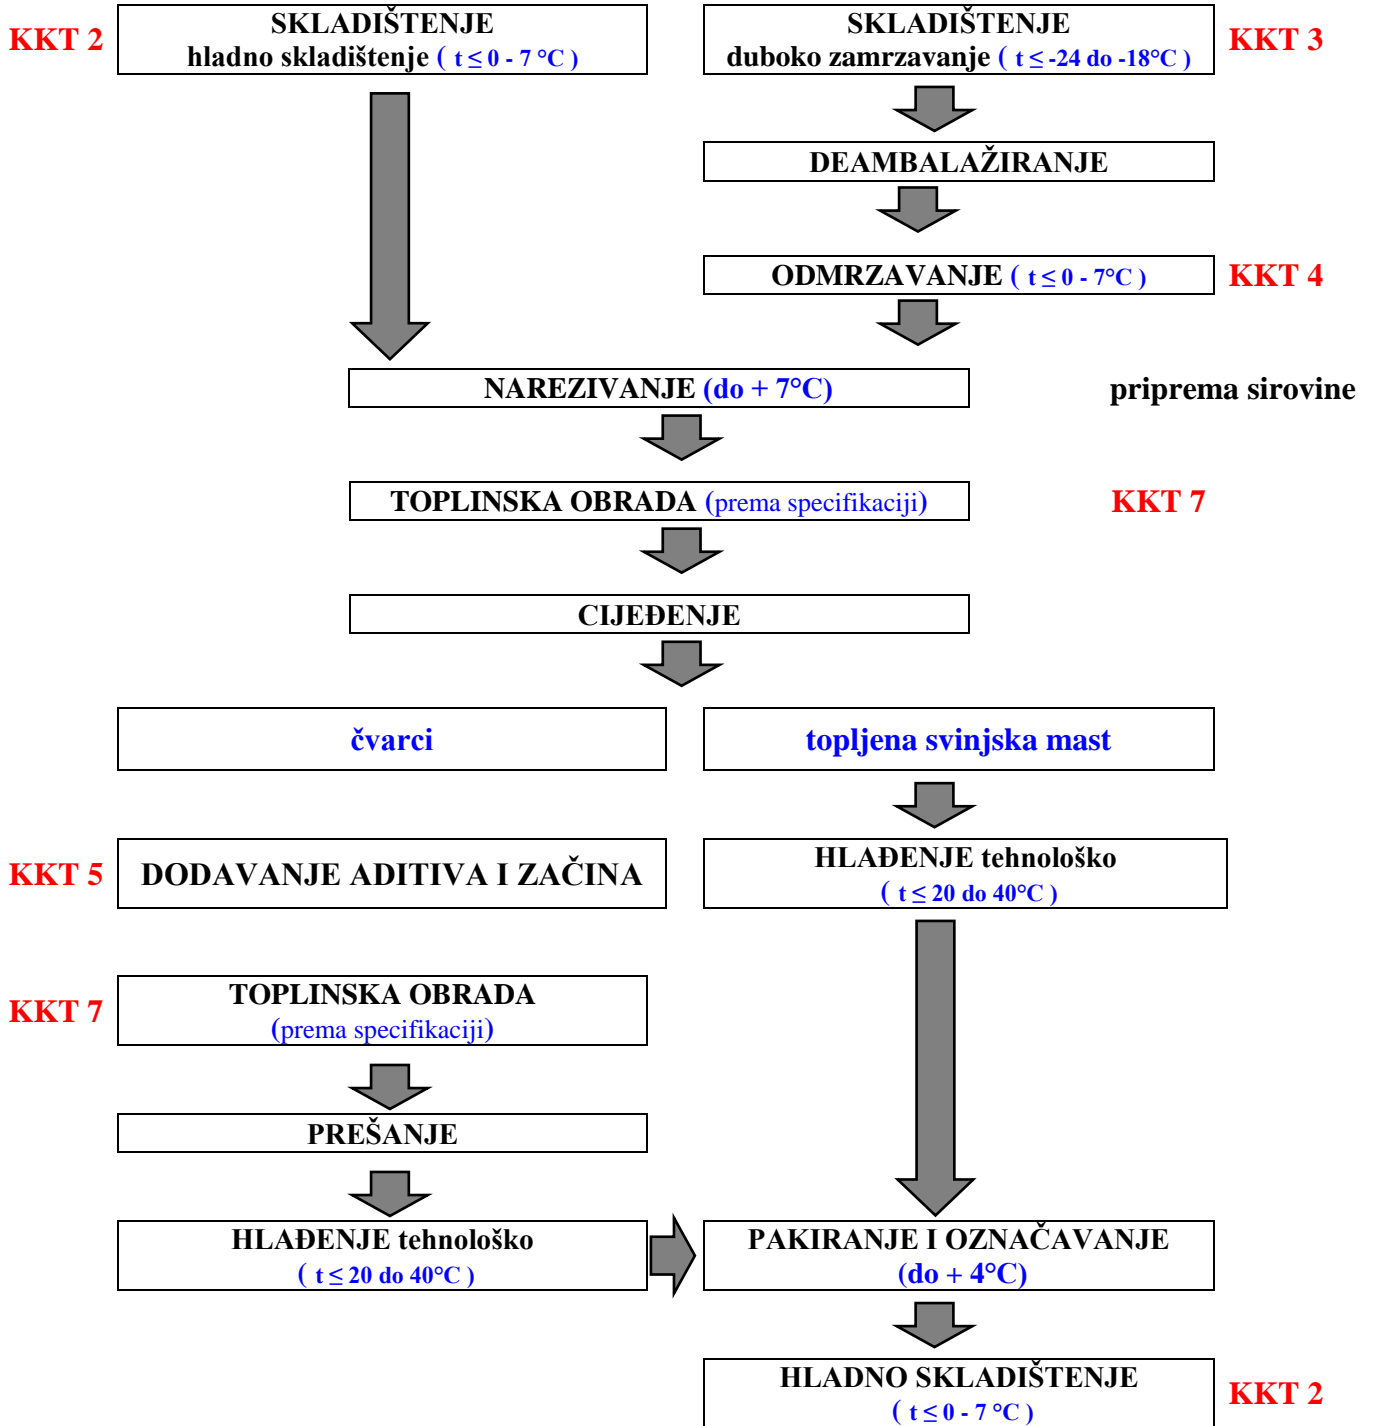 KKT 2
SKLADIŠTENJE
hladno skladištenje ( t ≤ 0 - 7 °C )
SKLADIŠTENJE
duboko zamrzavanje ( t ≤ -24 do -18°C )
KKT 3
DEAMBALAŽIRANJE
ODMRZAVANJE ( t ≤ 0 - 7°C )
KKT 4
NAREZIVANJE (do + 7°C)
priprema sirovine
TOPLINSKA OBRADA (prema specifikaciji)
KKT 7
CIJEĐENJE
čvarci
topljena svinjska mast
KKT 5
DODAVANJE ADITIVA I ZAČINA
HLAĐENJE tehnološko
( t ≤ 20 do 40°C )
KKT 7
TOPLINSKA OBRADA
(prema specifikaciji)
PREŠANJE
HLAĐENJE tehnološko
( t ≤ 20 do 40°C )
PAKIRANJE I OZNAČAVANJE
(do + 4°C)
HLADNO SKLADIŠTENJE
( t ≤ 0 - 7 °C )
KKT 2